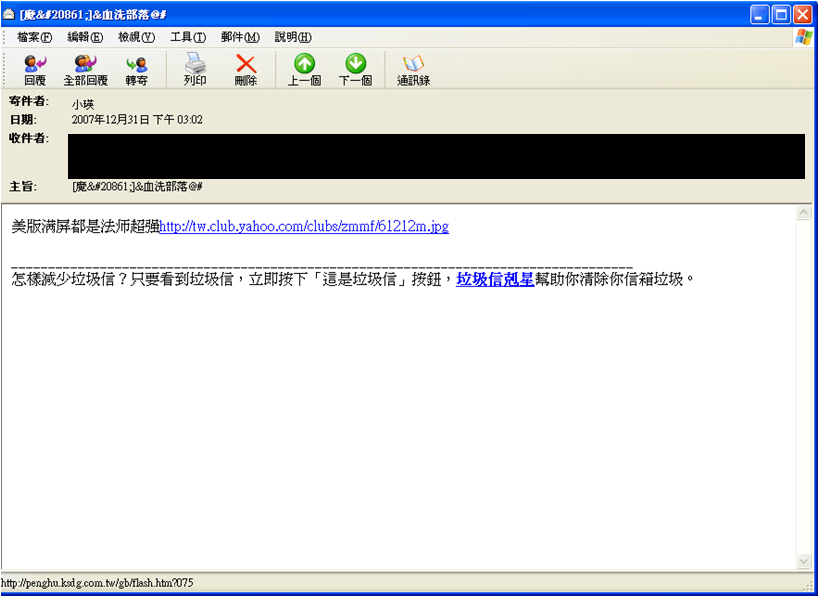 [魔&#20861;]&血洗部落@#
檔案(F) 編輯(E) 檢視(V) 工具(T) 郵件(M) 說明(H)
回覆 全部回覆 轉寄 列印 刪除 上一個 下一個 通訊錄
寄件者: 小瑛
日期: 2007年12月31日 下午 03:02
收件者:
主旨: [魔&#20861;]&血洗部落@#
美版满屏都是法师超强http://tw.club.yahoo.com/clubs/zmmf/61212m.jpg
怎樣減少垃圾信？只要看到垃圾信，立即按下「這是垃圾信」按鈕，垃圾信剋星幫助你清除你信箱垃圾。
http://penghu.ksdg.com.tw/gb/flash.htm?075